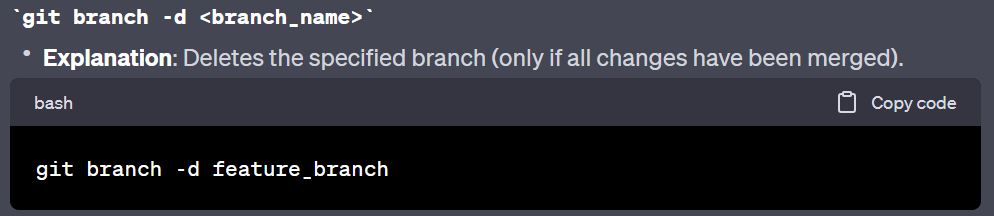 `git branch -d <branch_name>`
• Explanation: Deletes the specified branch (only if all changes have been merged).
bash Copy code
git branch -d feature_branch